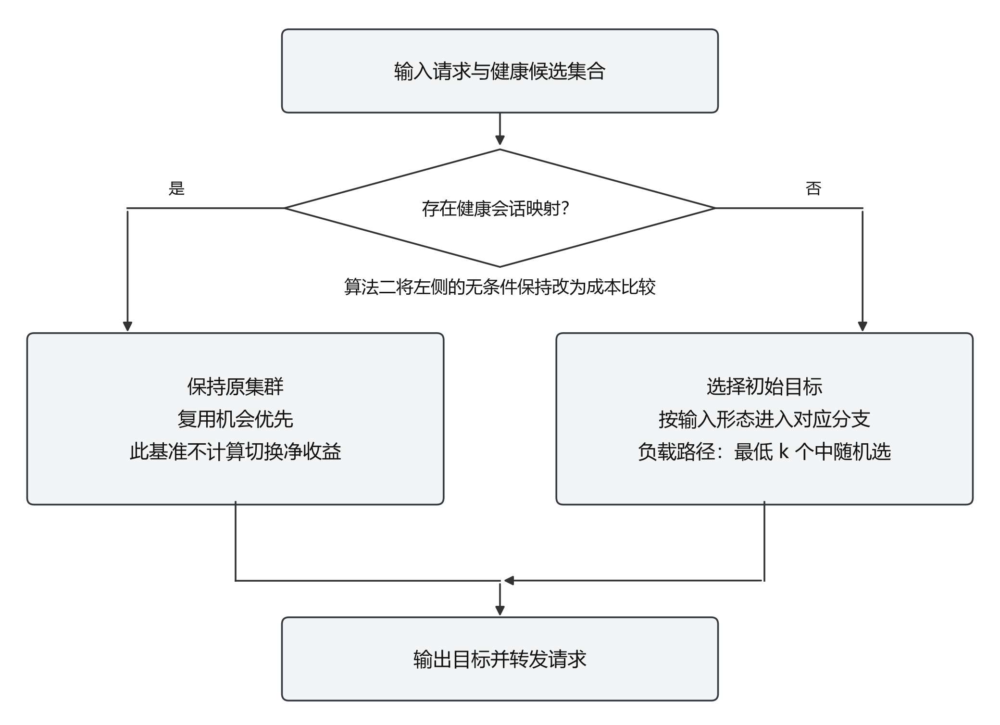 输入请求与健康候选集合
是
否
存在健康会话映射？
算法二将左侧的无条件保持改为成本比较
保持原集群
复用机会优先
此基准不计算切换净收益
选择初始目标
按输入形态进入对应分支
负载路径：最低 k 个中随机选
输出目标并转发请求